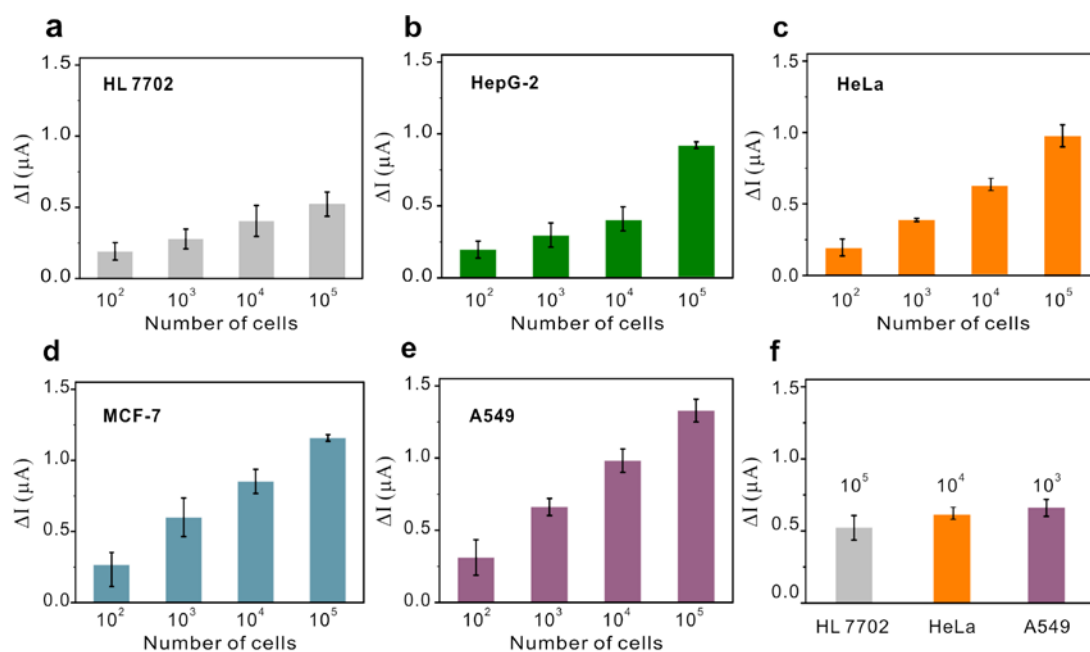 a
HL 7702
ΔI (μA)
1.5
1.0
0.5
0.0
10² 10³ 10⁴ 10⁵
Number of cells
b
HepG-2
ΔI (μA)
1.5
1.0
0.5
0.0
10² 10³ 10⁴ 10⁵
Number of cells
c
HeLa
ΔI (μA)
1.5
1.0
0.5
0.0
10² 10³ 10⁴ 10⁵
Number of cells
d
MCF-7
ΔI (μA)
1.5
1.0
0.5
0.0
10² 10³ 10⁴ 10⁵
Number of cells
e
A549
ΔI (μA)
1.5
1.0
0.5
0.0
10² 10³ 10⁴ 10⁵
Number of cells
f
ΔI (μA)
1.5
1.0
0.5
0.0
10⁵ 10⁴ 10³
HL 7702 HeLa A549